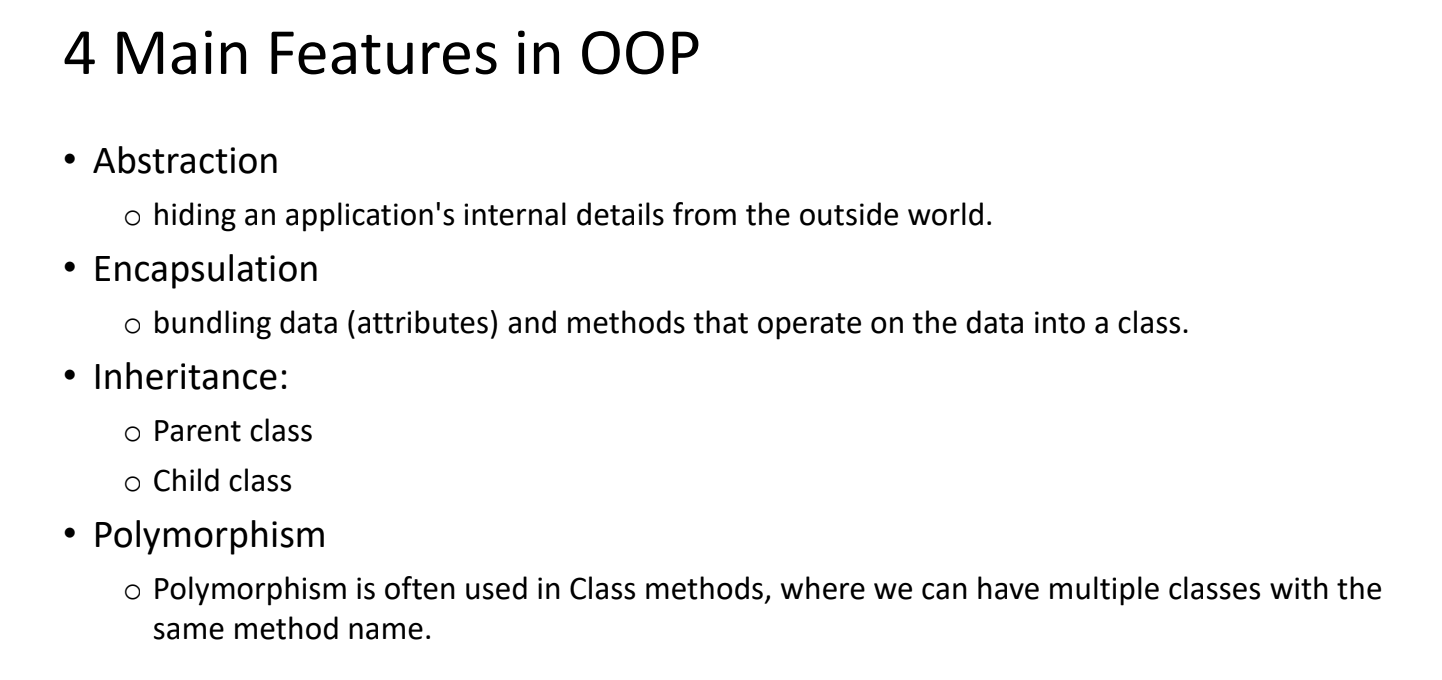 4 Main Features in OOP
• Abstraction
○ hiding an application's internal details from the outside world.
• Encapsulation
○ bundling data (attributes) and methods that operate on the data into a class.
• Inheritance:
○ Parent class
○ Child class
• Polymorphism
○ Polymorphism is often used in Class methods, where we can have multiple classes with the
same method name.